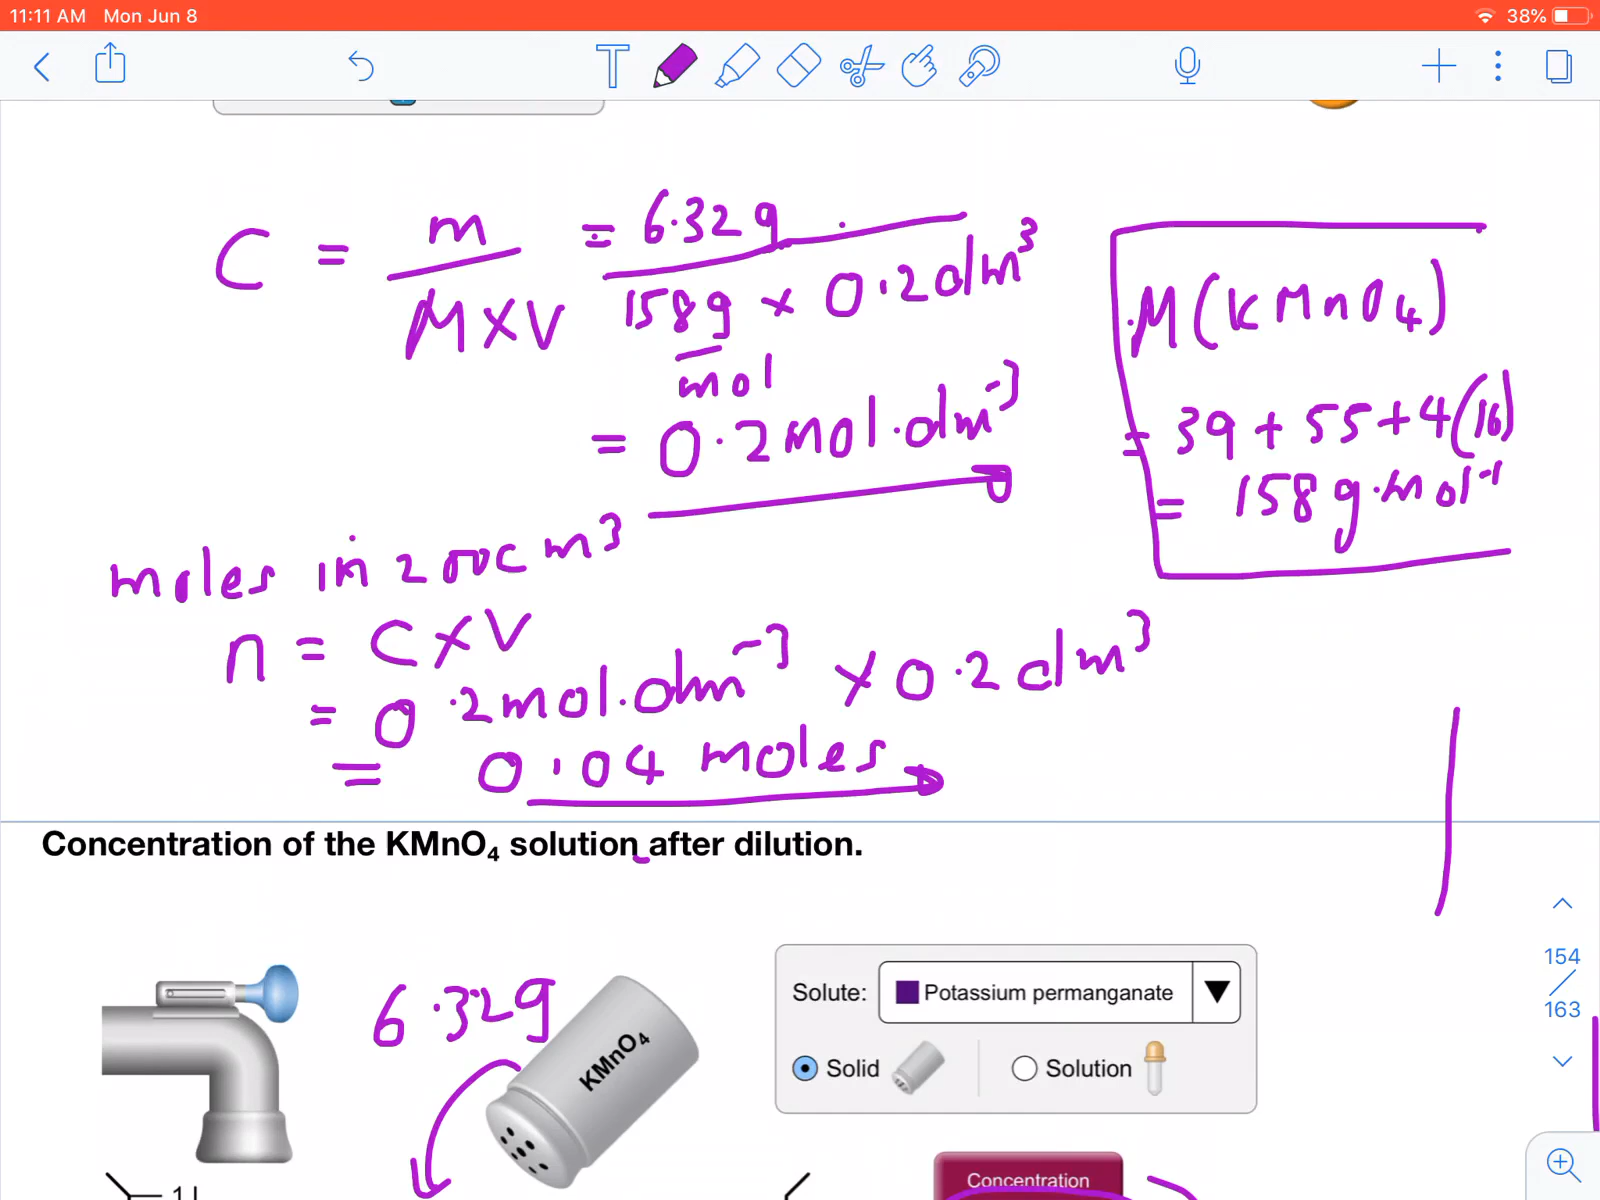 11:11 AM Mon Jun 8
38%
T
C = m / M×V = 6.32g / 158g/mol × 0.2dm³
= 0.2mol.dm⁻³
M(KMnO4)
= 39+55+4(16)
= 158g.mol⁻¹
moles in 200cm³
n = C×V
= 0.2mol.dm⁻³ × 0.2dm³
= 0.04 moles
Concentration of the KMnO₄ solution after dilution.
6.32g
KMnO₄
Solute: Potassium permanganate ▼
Solid Solution
154
163
Concentration
1L